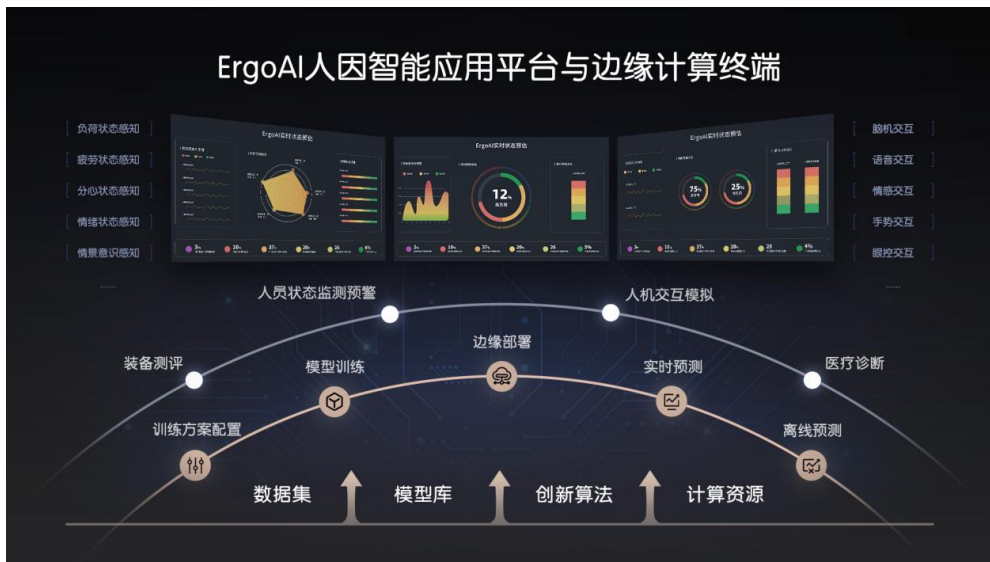 ErgoAI人因智能应用平台与边缘计算终端
负荷状态感知
疲劳状态感知
分心状态感知
情绪状态感知
情景意识感知
......
ErgoAI实时状态预估
ErgoAI实时状态预估
12%
ErgoAI实时状态预估
75%
25%
脑机交互
语音交互
情感交互
手势交互
眼控交互
......
人员状态监测预警
人机交互模拟
装备测评
医疗诊断
边缘部署
模型训练
实时预测
训练方案配置
离线预测
数据集
模型库
创新算法
计算资源